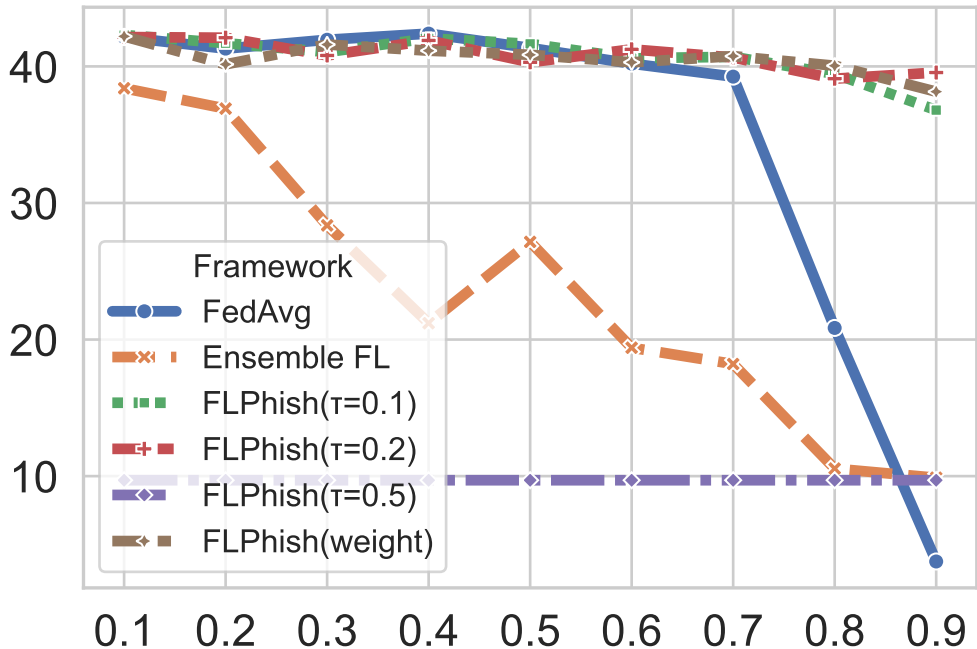 40
30
20
10
Framework
FedAvg
Ensemble FL
FLPhish(τ=0.1)
FLPhish(τ=0.2)
FLPhish(τ=0.5)
FLPhish(weight)
0.1 0.2 0.3 0.4 0.5 0.6 0.7 0.8 0.9